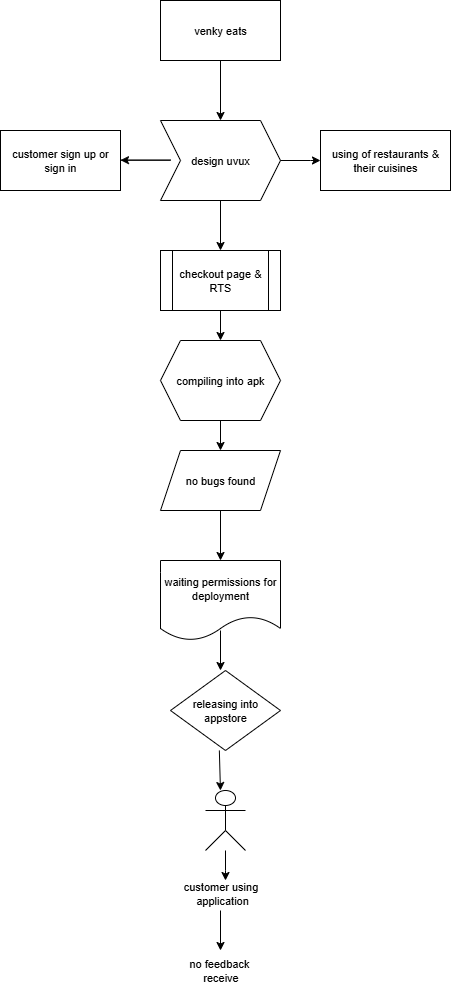 venky eats
customer sign up or
sign in
design uvux
using of restaurants &
their cuisines
checkout page &
RTS
compiling into apk
no bugs found
waiting permissions for
deployment
releasing into
appstore
customer using
application
no feedback
receive